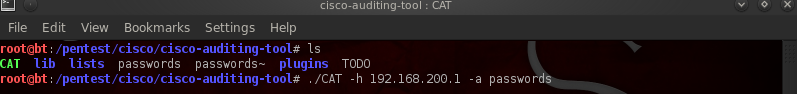 cisco-auditing-tool : CAT
File View Bookmarks Settings Help
root@bt:/pentest/cisco/cisco-auditing-tool# ls
CAT lib lists passwords passwords~ plugins TODO
root@bt:/pentest/cisco/cisco-auditing-tool# ./CAT -h 192.168.200.1 -a passwords